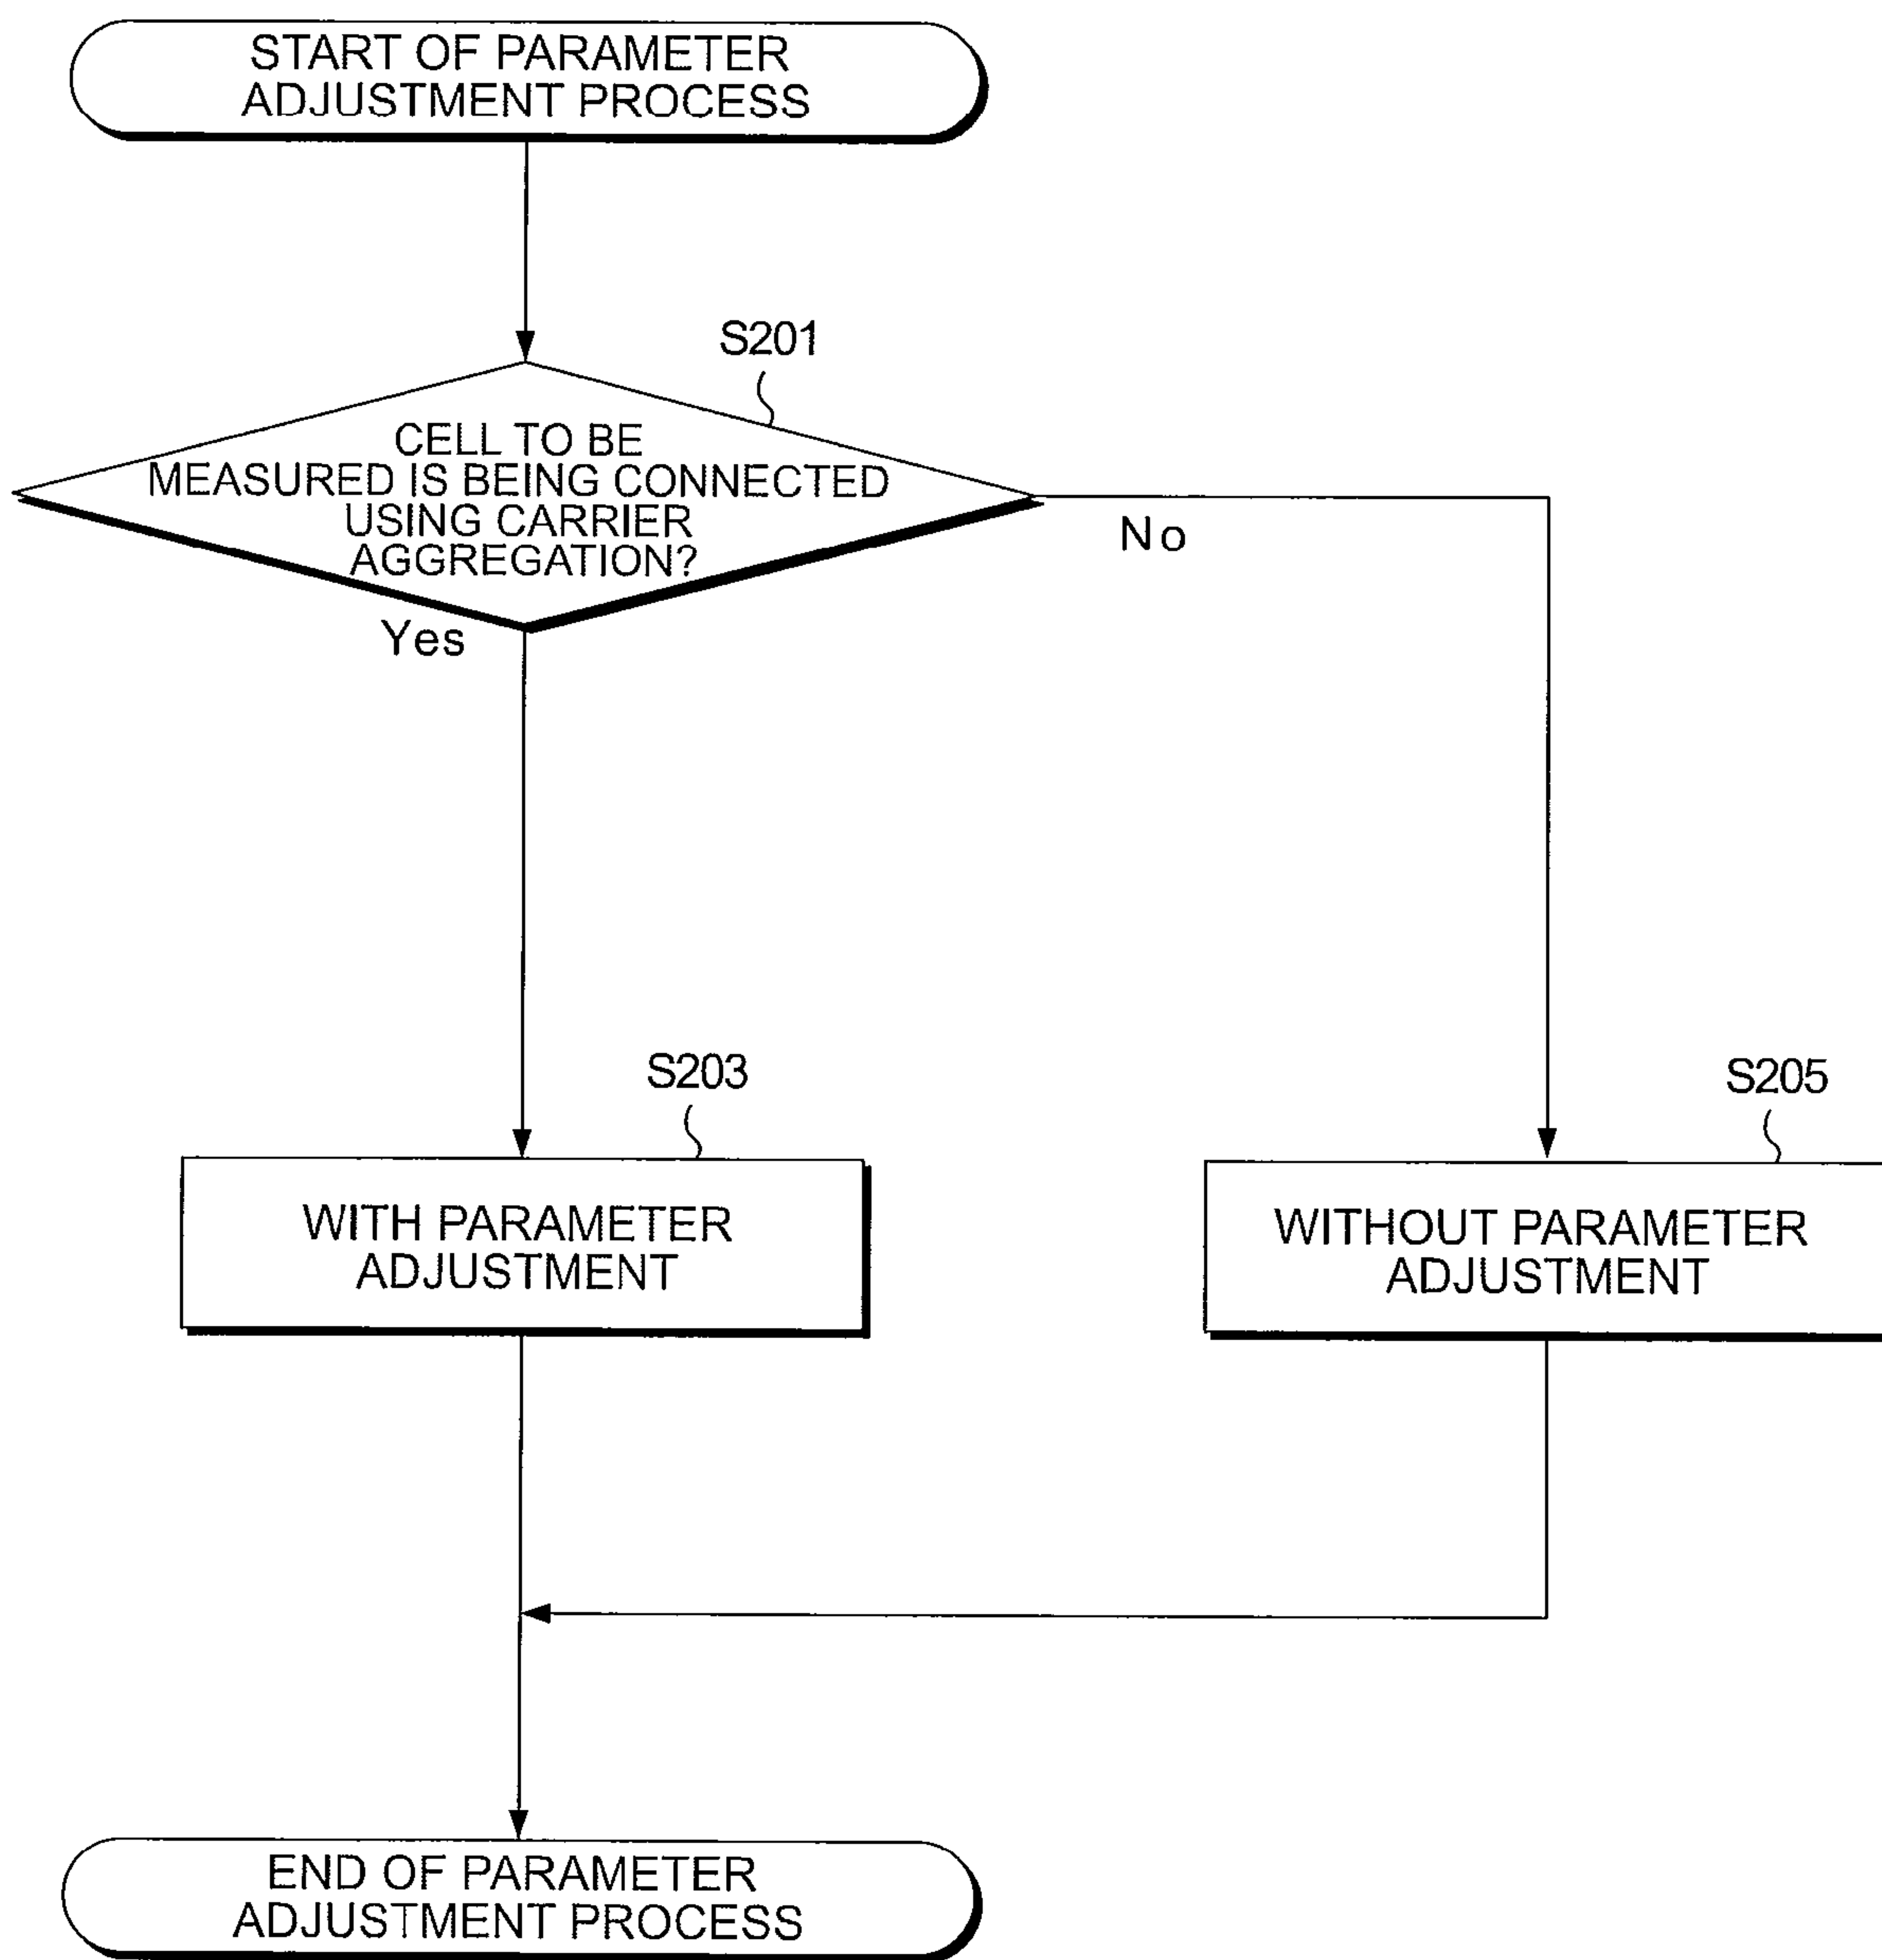 START OF PARAMETER
ADJUSTMENT PROCESS
S201
CELL TO BE
MEASURED IS BEING CONNECTED
USING CARRIER
AGGREGATION?
No
Yes
S203
S205
WITH PARAMETER
ADJUSTMENT
WITHOUT PARAMETER
ADJUSTMENT
END OF PARAMETER
ADJUSTMENT PROCESS